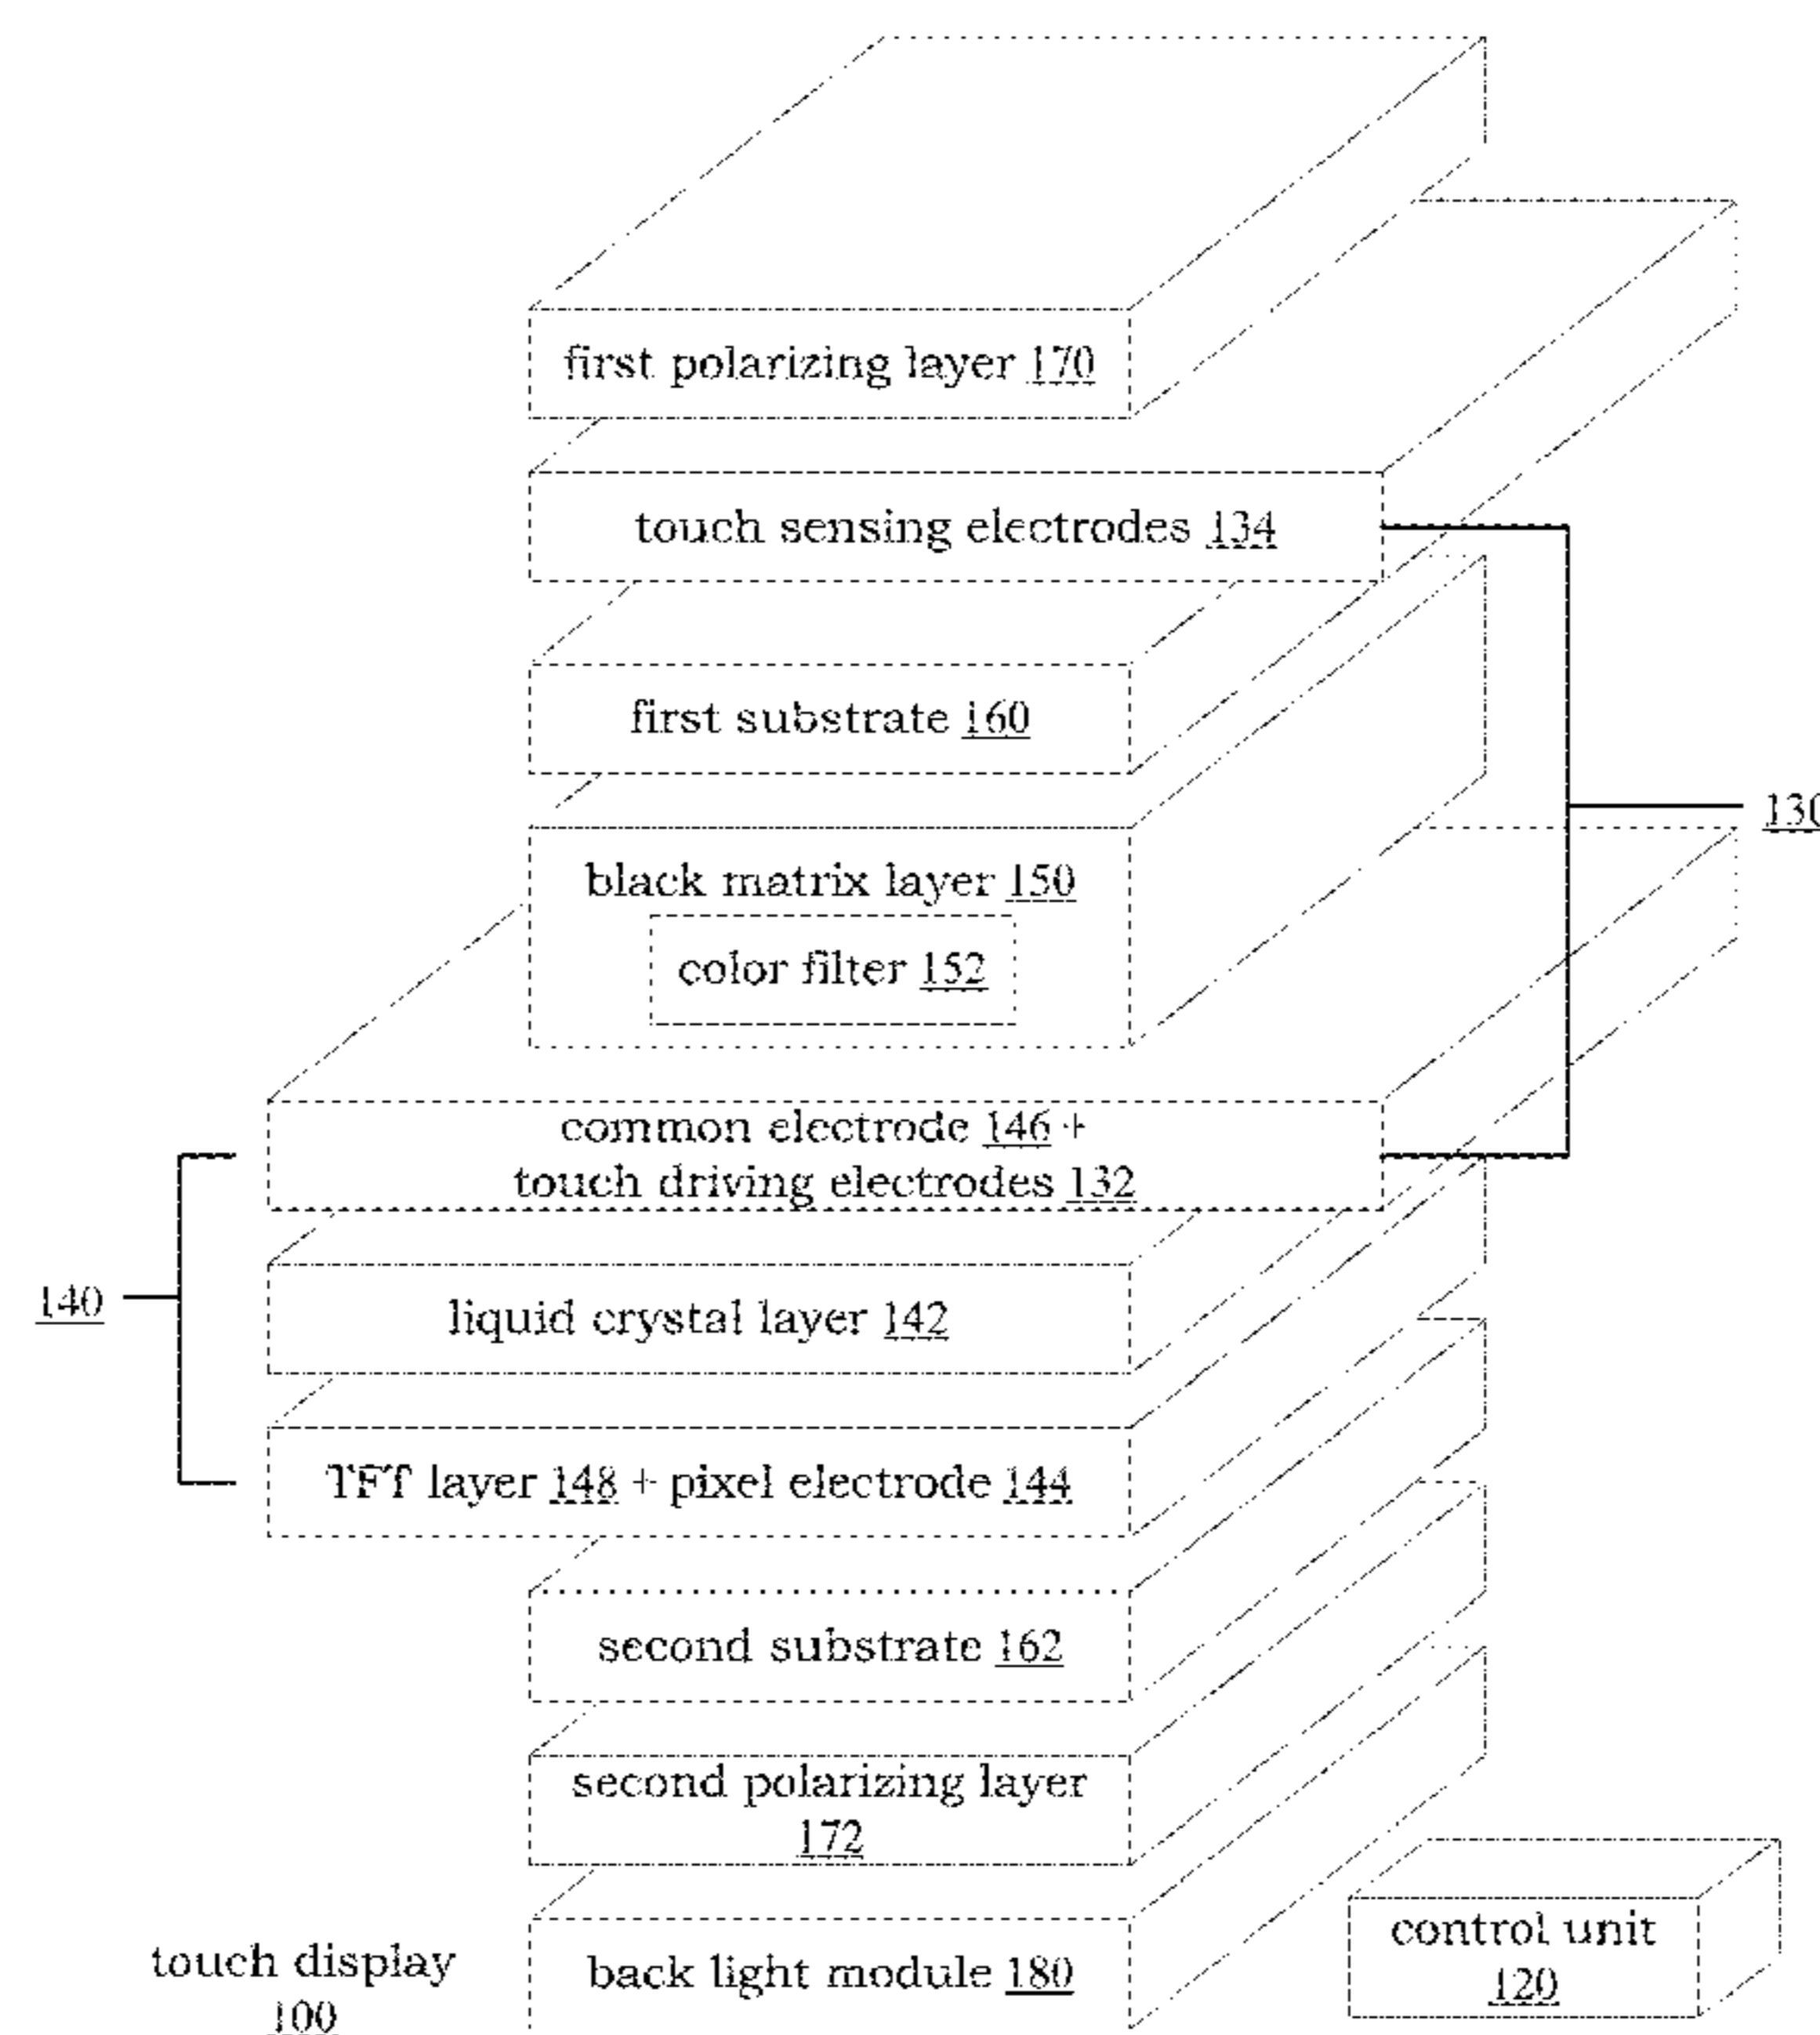 first polarizing layer 170
touch sensing electrodes 134
first substrate 160
130
black matrix layer 150
color filter 152
common electrode 146 +
touch driving electrodes 132
140
liquid crystal layer 142
TFT layer 148 + pixel electrode 144
second substrate 162
second polarizing layer
172
control unit
120
touch display
100
back light module 180